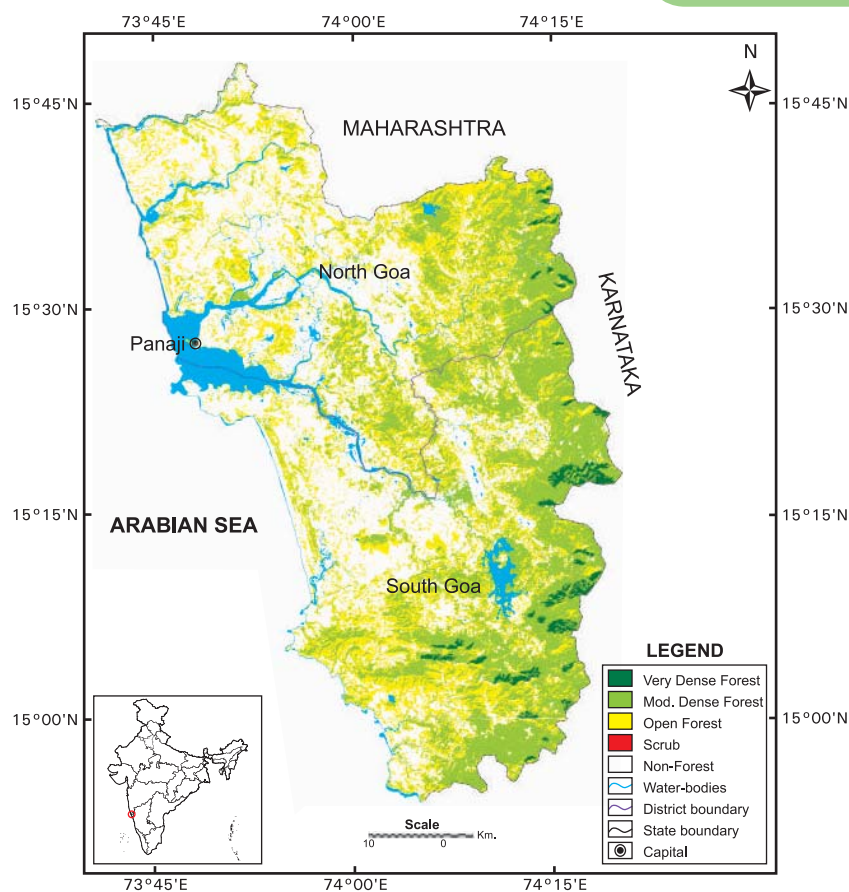 73°45'E 74°00'E 74°15'E
N
15°45'N 15°45'N
MAHARASHTRA
North Goa
KARNATAKA
15°30'N 15°30'N
Panaji
15°15'N 15°15'N
ARABIAN SEA
South Goa
LEGEND
Very Dense Forest
Mod. Dense Forest
Open Forest
Scrub
Non-Forest
Water-bodies
District boundary
State boundary
Capital
15°00'N 15°00'N
Scale
Km.
10 0
73°45'E 74°00'E 74°15'E